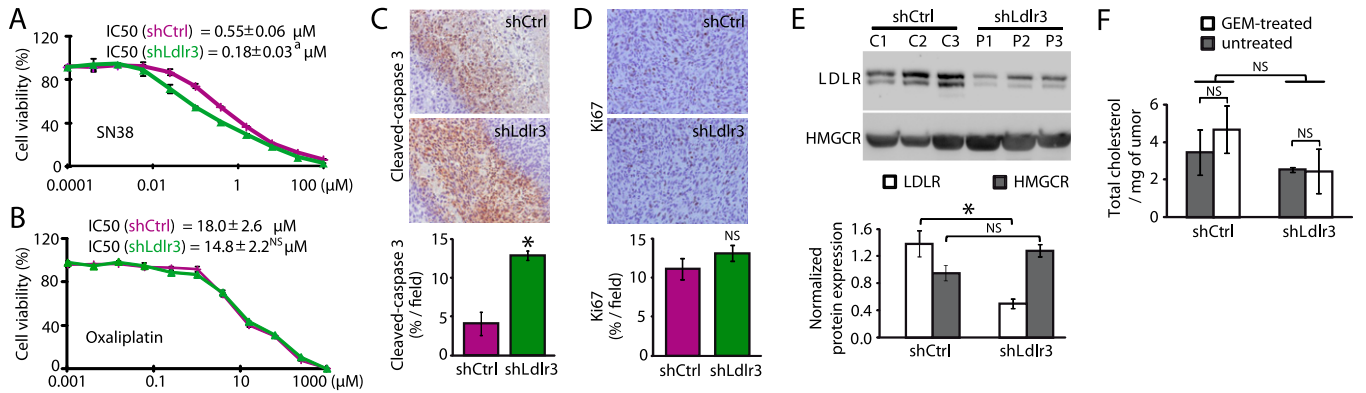 A
IC50 (shCtrl) = 0.55±0.06 μM
IC50 (shLdlr3) = 0.18±0.03ᵃ μM
Cell viability (%)
120
80
40
0
SN38
0.0001
0.01
1
100 (μM)
B
IC50 (shCtrl) = 18.0±2.6 μM
IC50 (shLdlr3) = 14.8±2.2ᴺˢ μM
Cell viability (%)
120
80
40
0
Oxaliplatin
0.001
0.1
10
1000 (μM)
C
Cleaved-caspase 3
shCtrl
shLdlr3
Cleaved-caspase 3
(% / field)
15
10
5
0
*
shCtrl shLdlr3
D
Ki67
shCtrl
shLdlr3
Ki67
(% / field)
15
10
5
0
NS
shCtrl shLdlr3
E
shCtrl shLdlr3
C1 C2 C3 P1 P2 P3
LDLR
HMGCR
LDLR HMGCR
*
NS
Normalized
protein expression
1.6
1.2
0.8
0.4
0.0
shCtrl shLdlr3
F
GEM-treated
untreated
NS
NS
NS
Total cholesterol
/ mg of umor
6
4
2
0
shCtrl shLdlr3